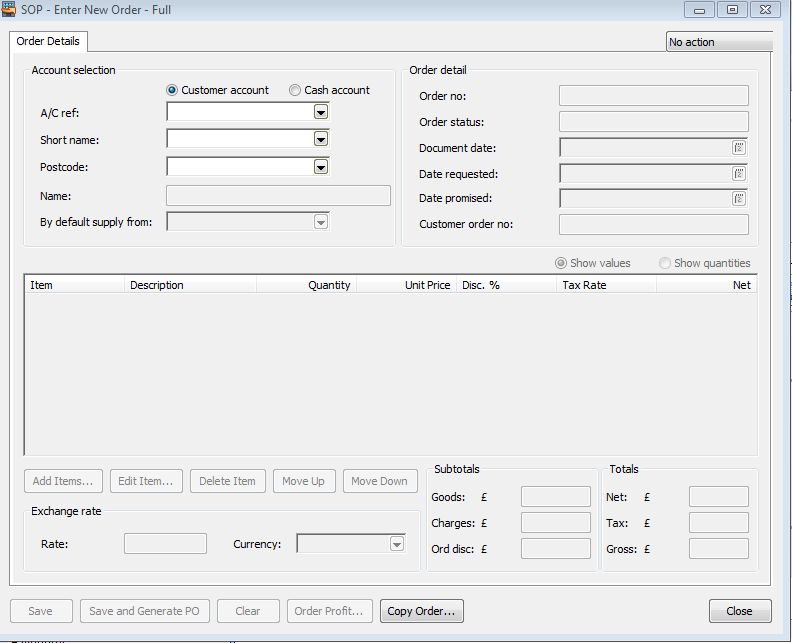 SOP - Enter New Order - Full
Order Details
No action
Account selection
Customer account Cash account
A/C ref:
Short name:
Postcode:
Name:
By default supply from:
Order detail
Order no:
Order status:
Document date:
Date requested:
Date promised:
Customer order no:
Show values Show quantities
Item Description Quantity Unit Price Disc. % Tax Rate Net
Add Items... Edit Item... Delete Item Move Up Move Down
Exchange rate
Rate: Currency:
Subtotals
Goods: £
Charges: £
Ord disc: £
Totals
Net: £
Tax: £
Gross: £
Save Save and Generate PO Clear Order Profit... Copy Order... Close